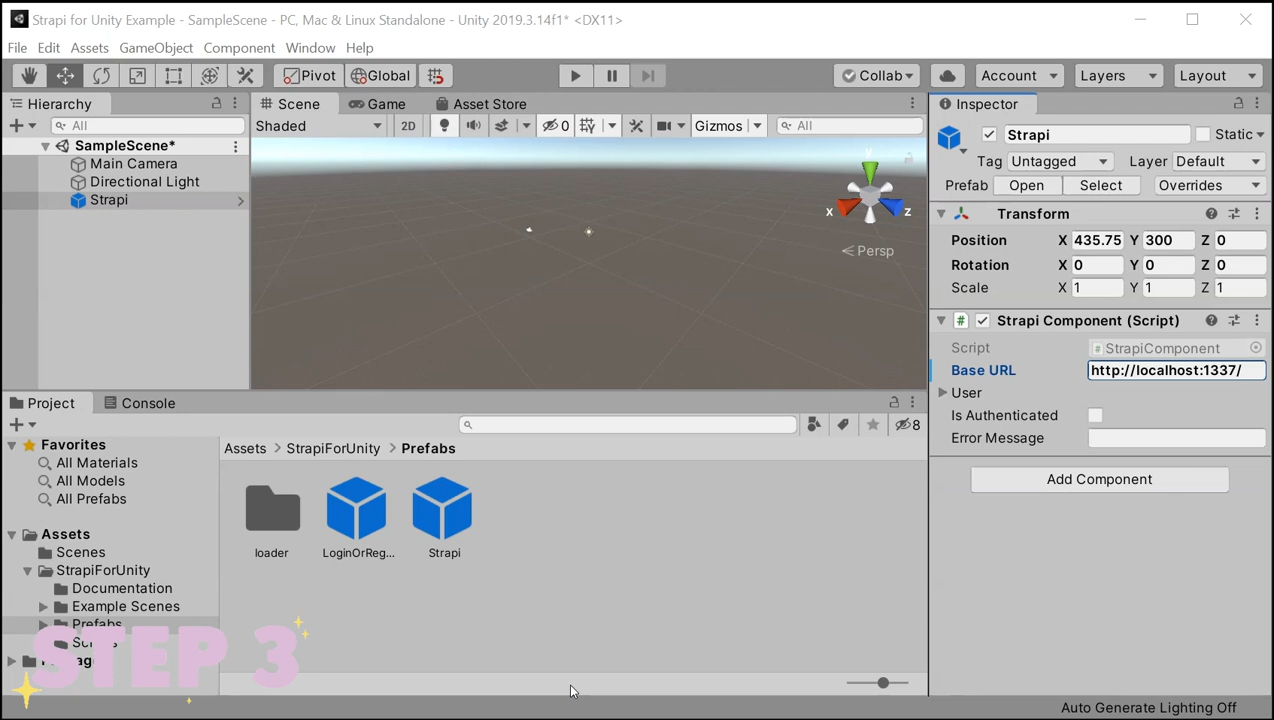 Strapi for Unity Example - SampleScene - PC, Mac & Linux Standalone - Unity 2019.3.14f1* <DX11>
File Edit Assets GameObject Component Window Help
Pivot Global Collab Account Layers Layout
Hierarchy
All
SampleScene*
Main Camera
Directional Light
Strapi
Scene Game Asset Store
Shaded 2D 0 Gizmos All
y
x z
Persp
Inspector
Strapi Static
Tag Untagged Layer Default
Prefab Open Select Overrides
Transform
Position X 435.75 Y 300 Z 0
Rotation X 0 Y 0 Z 0
Scale X 1 Y 1 Z 1
# Strapi Component (Script)
Script # StrapiComponent
Base URL http://localhost:1337/
User
Is Authenticated
Error Message
Add Component
Project Console
8
Favorites
All Materials
All Models
All Prefabs
Assets
Scenes
StrapiForUnity
Documentation
Example Scenes
Prefabs
Assets > StrapiForUnity > Prefabs
loader LoginOrReg... Strapi
STEP 3
Auto Generate Lighting Off